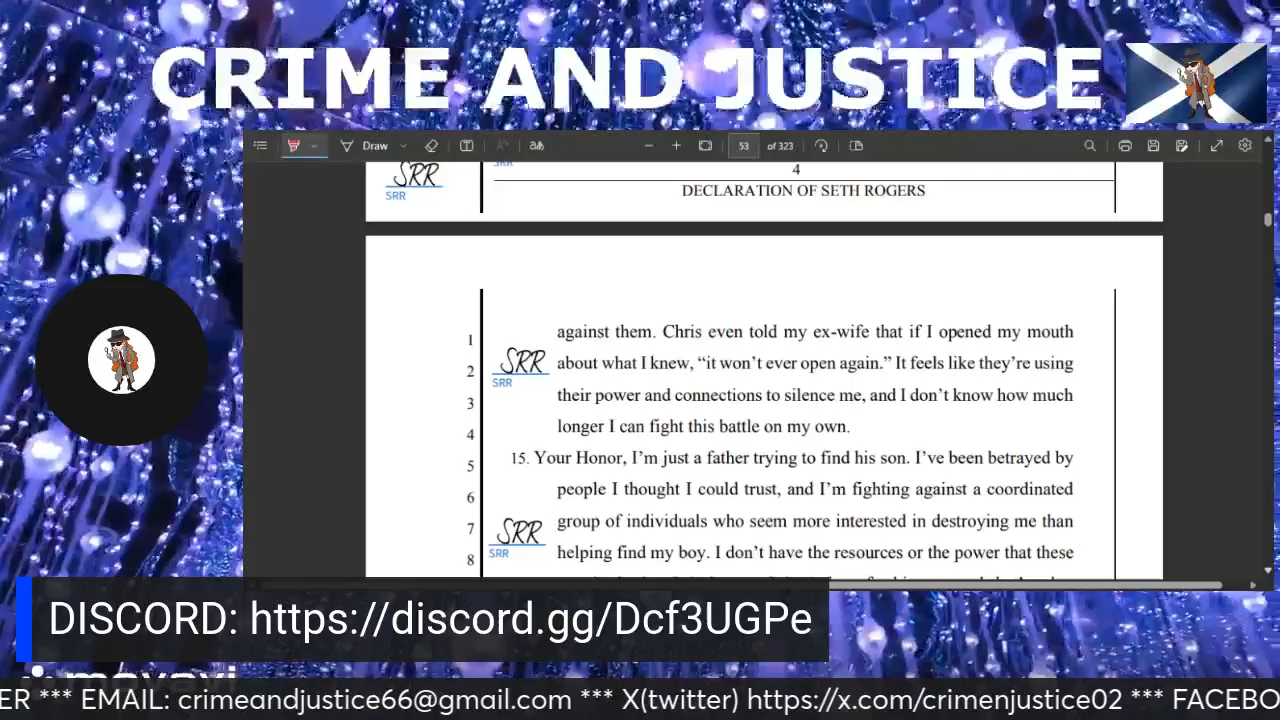 CRIME AND JUSTICE
Draw
53 of 323
SRR
SRR
SRR
4
DECLARATION OF SETH ROGERS
1 against them. Chris even told my ex-wife that if I opened my mouth
2 SRR about what I knew, “it won’t ever open again.” It feels like they’re using
SRR
3 their power and connections to silence me, and I don’t know how much
4 longer I can fight this battle on my own.
5 15. Your Honor, I’m just a father trying to find his son. I’ve been betrayed by
6 people I thought I could trust, and I’m fighting against a coordinated
7 SRR group of individuals who seem more interested in destroying me than
SRR
8 helping find my boy. I don’t have the resources or the power that these
DISCORD: https://discord.gg/Dcf3UGPe
movavi
ER *** EMAIL: crimeandjustice66@gmail.com *** X(twitter) https://x.com/crimenjustice02 *** FACEBO